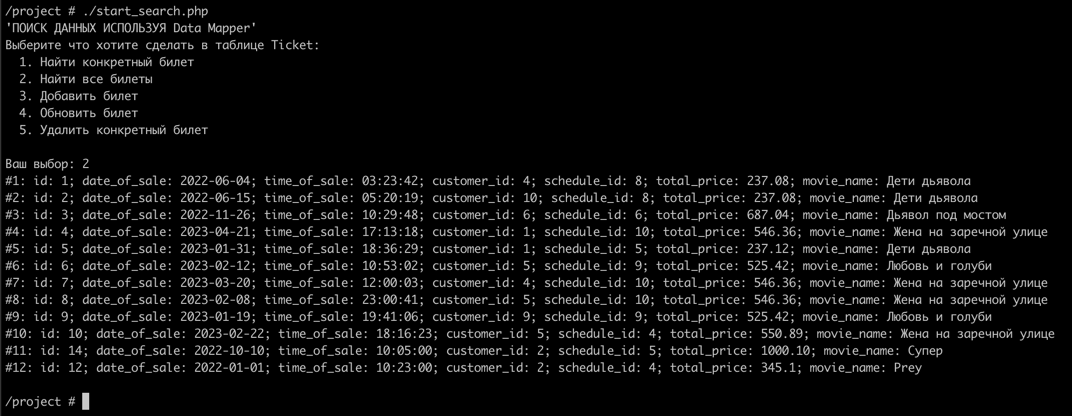 /project # ./start_search.php
'ПОИСК ДАННЫХ ИСПОЛЬЗУЯ Data Mapper'
Выберите что хотите сделать в таблице Ticket:
1. Найти конкретный билет
2. Найти все билеты
3. Добавить билет
4. Обновить билет
5. Удалить конкретный билет
Ваш выбор: 2
#1: id: 1; date_of_sale: 2022-06-04; time_of_sale: 03:23:42; customer_id: 4; schedule_id: 8; total_price: 237.08; movie_name: Дети дьявола
#2: id: 2; date_of_sale: 2022-06-15; time_of_sale: 05:20:19; customer_id: 10; schedule_id: 8; total_price: 237.08; movie_name: Дети дьявола
#3: id: 3; date_of_sale: 2022-11-26; time_of_sale: 10:29:48; customer_id: 6; schedule_id: 6; total_price: 687.04; movie_name: Дьявол под мостом
#4: id: 4; date_of_sale: 2023-04-21; time_of_sale: 17:13:18; customer_id: 1; schedule_id: 10; total_price: 546.36; movie_name: Жена на заречной улице
#5: id: 5; date_of_sale: 2023-01-31; time_of_sale: 18:36:29; customer_id: 1; schedule_id: 5; total_price: 237.12; movie_name: Дети дьявола
#6: id: 6; date_of_sale: 2023-02-12; time_of_sale: 10:53:02; customer_id: 5; schedule_id: 9; total_price: 525.42; movie_name: Любовь и голуби
#7: id: 7; date_of_sale: 2023-03-20; time_of_sale: 12:00:03; customer_id: 4; schedule_id: 10; total_price: 546.36; movie_name: Жена на заречной улице
#8: id: 8; date_of_sale: 2023-02-08; time_of_sale: 23:00:41; customer_id: 5; schedule_id: 10; total_price: 546.36; movie_name: Жена на заречной улице
#9: id: 9; date_of_sale: 2023-01-19; time_of_sale: 19:41:06; customer_id: 9; schedule_id: 9; total_price: 525.42; movie_name: Любовь и голуби
#10: id: 10; date_of_sale: 2023-02-22; time_of_sale: 18:16:23; customer_id: 5; schedule_id: 4; total_price: 550.89; movie_name: Жена на заречной улице
#11: id: 14; date_of_sale: 2022-10-10; time_of_sale: 10:05:00; customer_id: 2; schedule_id: 5; total_price: 1000.10; movie_name: Супер
#12: id: 12; date_of_sale: 2022-01-01; time_of_sale: 10:23:00; customer_id: 2; schedule_id: 4; total_price: 345.1; movie_name: Prey
/project #